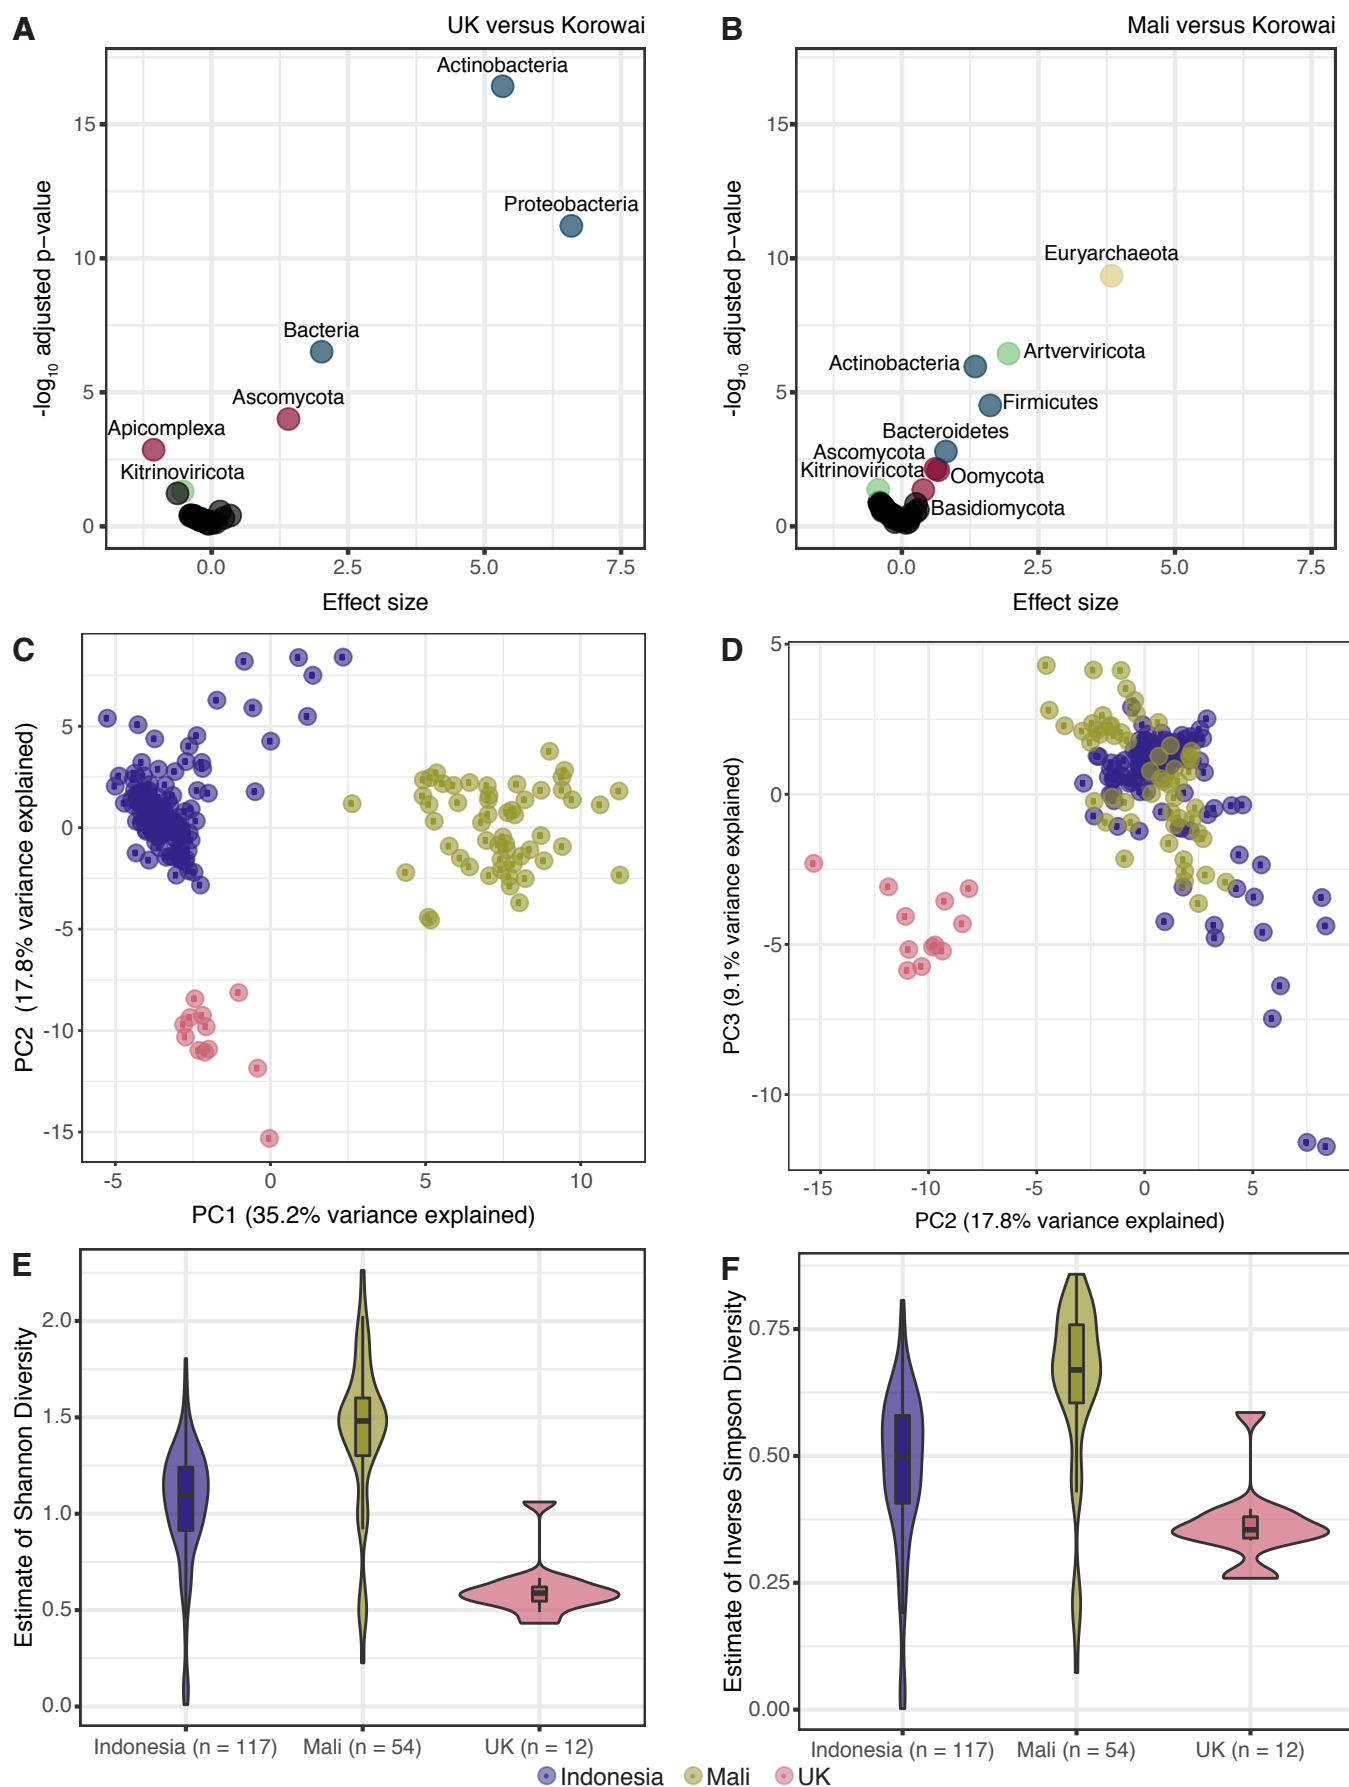 A
UK versus Korowai
Actinobacteria
Proteobacteria
Bacteria
Ascomycota
Apicomplexa
Kitrinoviricota
-log10 adjusted p-value
15
10
5
0
0.0 2.5 5.0 7.5
Effect size
B
Mali versus Korowai
Euryarchaeota
Artverviricota
Actinobacteria
Firmicutes
Bacteroidetes
Ascomycota
Kitrinoviricota
Oomycota
Basidiomycota
-log10 adjusted p-value
15
10
5
0
0.0 2.5 5.0 7.5
Effect size
C
PC2 (17.8% variance explained)
5
0
-5
-10
-15
-5 0 5 10
PC1 (35.2% variance explained)
D
PC3 (9.1% variance explained)
5
0
-5
-10
-15 -10 -5 0 5
PC2 (17.8% variance explained)
E
Estimate of Shannon Diversity
2.0
1.5
1.0
0.5
0.0
Indonesia (n = 117) Mali (n = 54) UK (n = 12)
F
Estimate of Inverse Simpson Diversity
0.75
0.50
0.25
0.00
Indonesia (n = 117) Mali (n = 54) UK (n = 12)
Indonesia Mali UK